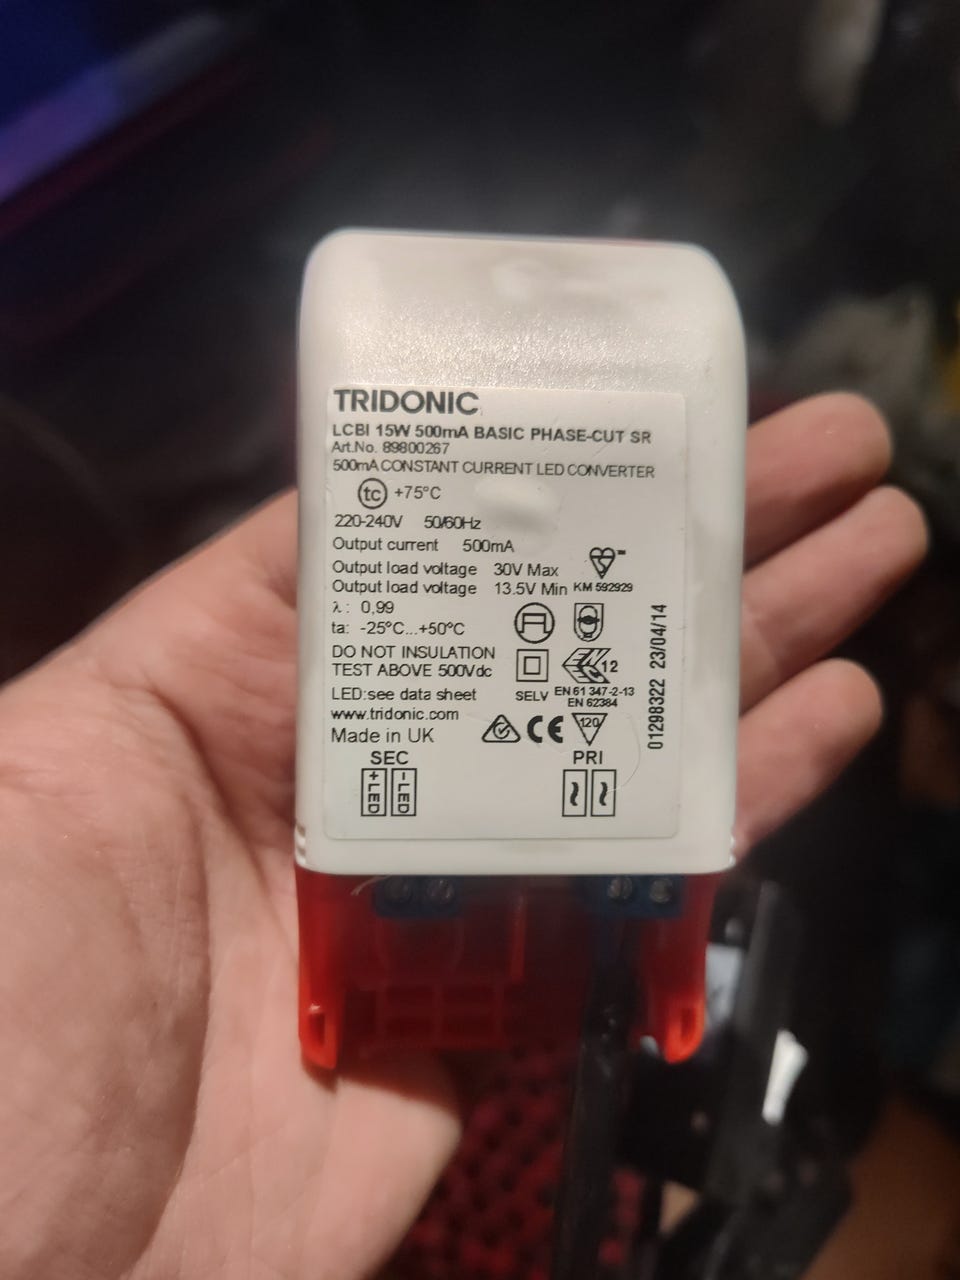 TRIDONIC
LCBI 15W 500mA BASIC PHASE-CUT SR
Art.No. 89800267
500mA CONSTANT CURRENT LED CONVERTER
tc +75°C
220-240V 50/60Hz
Output current 500mA
Output load voltage 30V Max
Output load voltage 13.5V Min KM 592929
λ: 0,99
ta: -25°C...+50°C
DO NOT INSULATION
TEST ABOVE 500Vdc
12
LED:see data sheet
SELV EN 61 347-2-13
EN 62384
www.tridonic.com
CE 120
Made in UK
SEC PRI
+LED -LED ~ ~
01298322 23/04/14